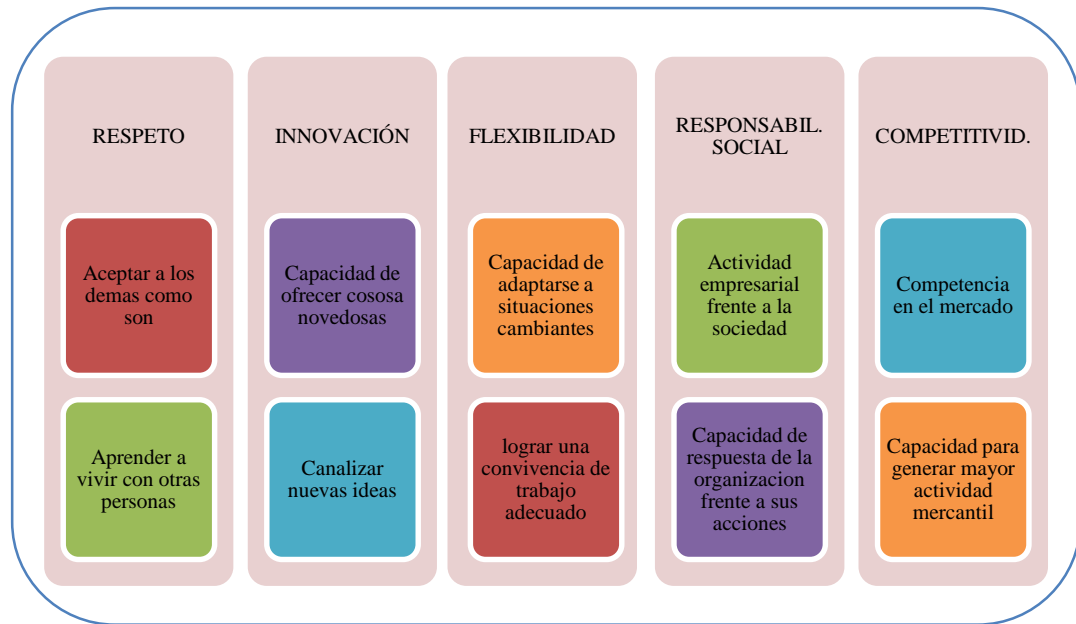 RESPETO
Aceptar a los
demas como
son
Aprender a
vivir con otras
personas
INNOVACIÓN
Capacidad de
ofrecer cososa
novedosas
Canalizar
nuevas ideas
FLEXIBILIDAD
Capacidad de
adaptarse a
situaciones
cambiantes
lograr una
convivencia de
trabajo
adecuado
RESPONSABIL.
SOCIAL
Actividad
empresarial
frente a la
sociedad
Capacidad de
respuesta de la
organizacion
frente a sus
acciones
COMPETITIVID.
Competencia
en el mercado
Capacidad para
generar mayor
actividad
mercantil